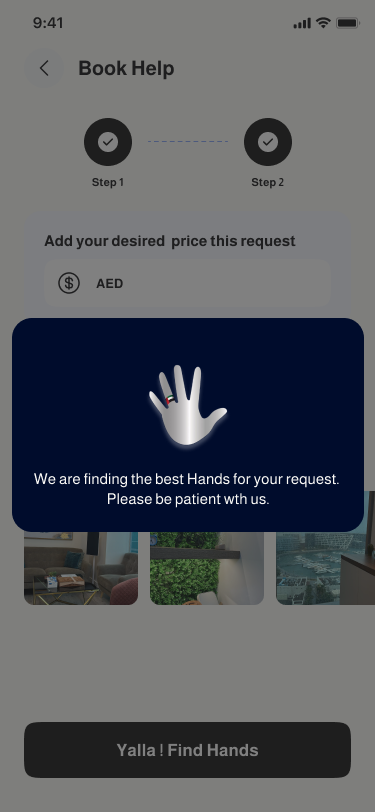 9:41
Book Help
Step 1
Step 2
Add your desired  price this request
AED
We are finding the best Hands for your request.
Please be patient wth us.
Yalla ! Find Hands